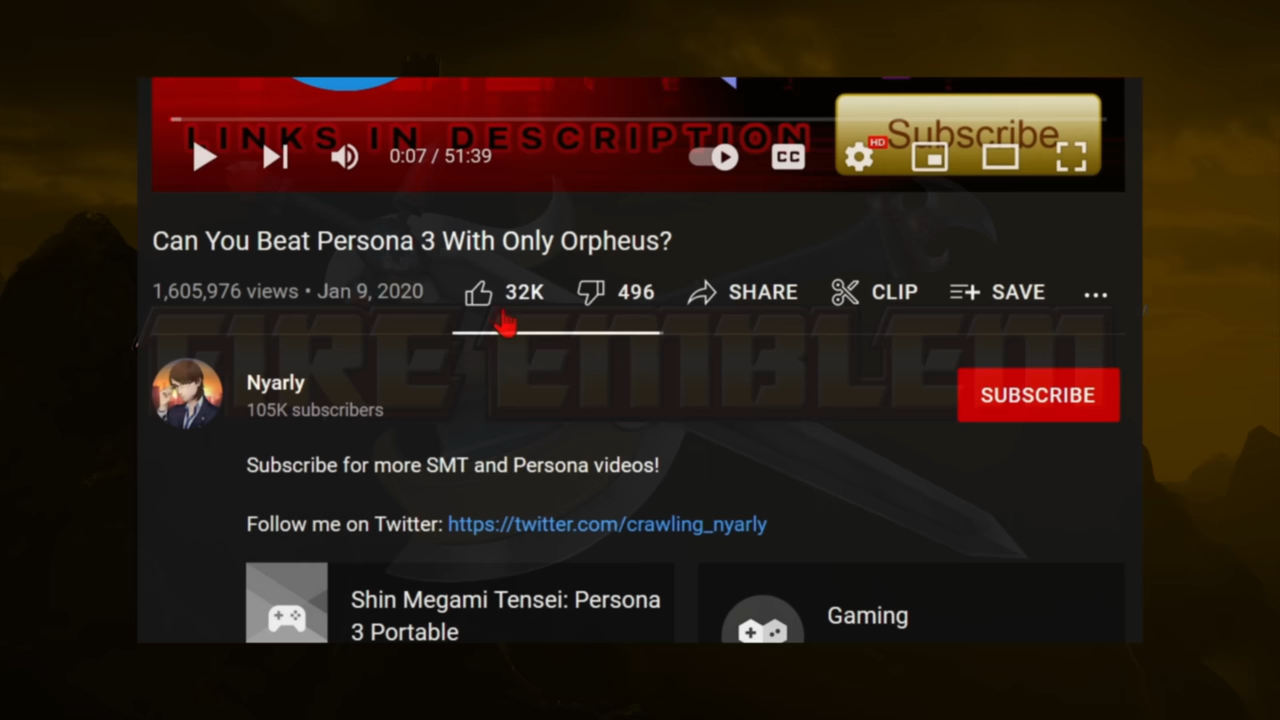 LINKS IN DESCRIPTION
Subscribe
0:07 / 51:39
CC
HD
Can You Beat Persona 3 With Only Orpheus?
1,605,976 views • Jan 9, 2020
32K
496
SHARE
CLIP
SAVE
FIRE EMBLEM
Nyarly
105K subscribers
SUBSCRIBE
Subscribe for more SMT and Persona videos!
Follow me on Twitter: https://twitter.com/crawling_nyarly
Shin Megami Tensei: Persona
3 Portable
Gaming